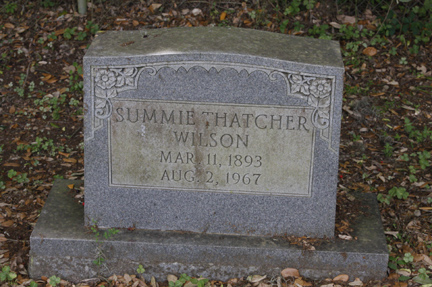 SUMMIE THATCHER
WILSON
MAR. 11, 1893
AUG. 2, 1967